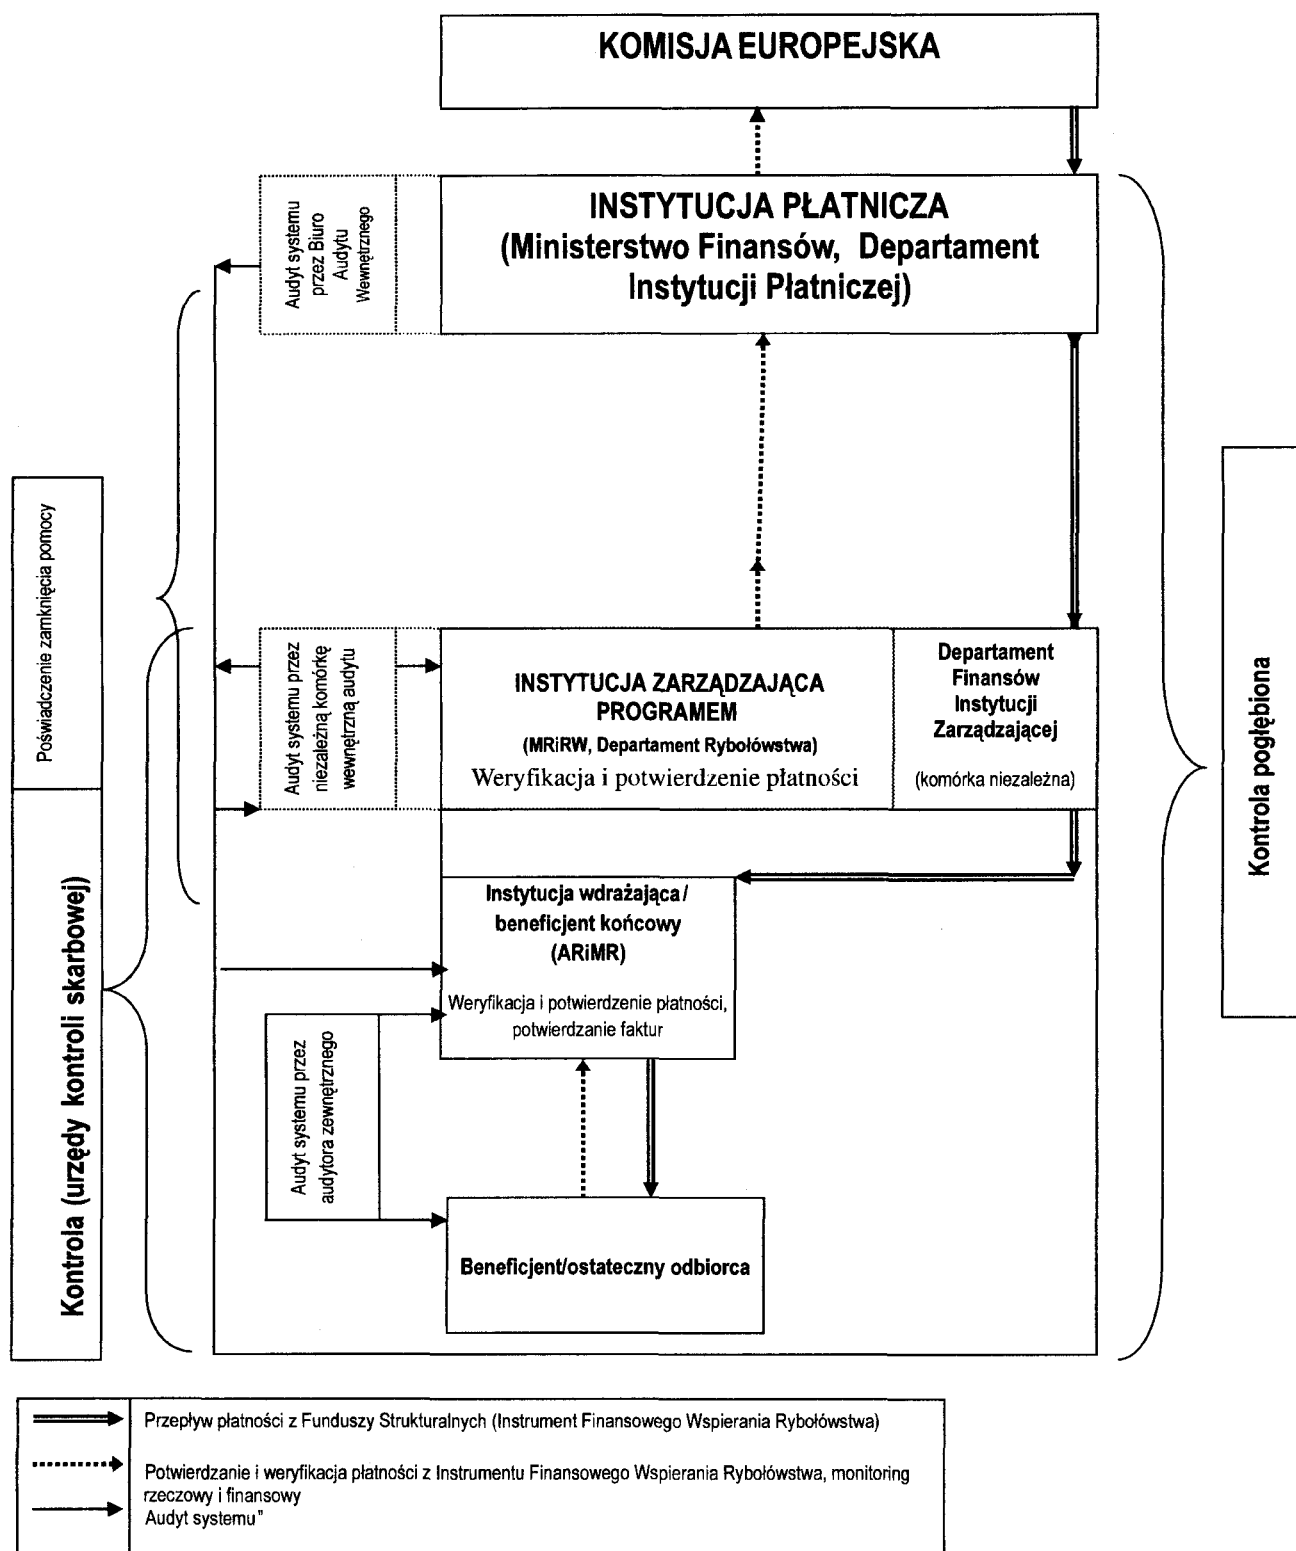 KOMISJA EUROPEJSKA
INSTYTUCJA PŁATNICZA
(Ministerstwo Finansów, Departament
Instytucji Płatniczej)
Audyt systemu
przez Biuro
Audytu
Wewnętrznego
Poświadczenie zamknięcia pomocy
Kontrola (urzędy kontroli skarbowej)
Audyt systemu przez
niezależną komórkę
wewnętrzną audytu
INSTYTUCJA ZARZĄDZAJĄCA
PROGRAMEM
(MRiRW, Departament Rybołówstwa)
Weryfikacja i potwierdzenie płatności
Departament
Finansów
Instytucji
Zarządzającej
(komórka niezależna)
Kontrola pogłębiona
Instytucja wdrażająca/
beneficjent końcowy
(ARiMR)
Weryfikacja i potwierdzenie płatności,
potwierdzanie faktur
Audyt systemu przez
audytora zewnętrznego
Beneficjent/ostateczny odbiorca
Przepływ płatności z Funduszy Strukturalnych (Instrument Finansowego Wspierania Rybołówstwa)
Potwierdzanie i weryfikacja płatności z Instrumentu Finansowego Wspierania Rybołówstwa, monitoring
rzeczowy i finansowy
Audyt systemu"